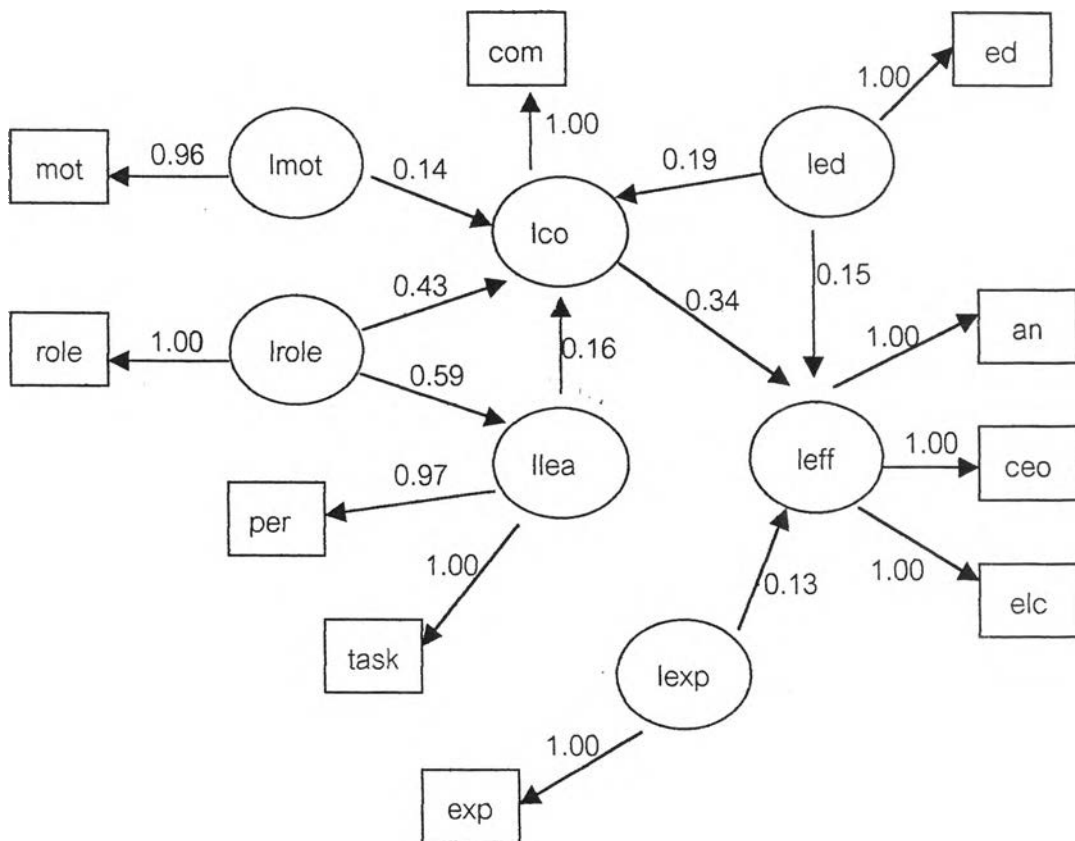 com
ed
1.00
1.00
mot
0.96
lmot
0.14
0.19
led
lco
0.43
0.34
0.15
role
1.00
lrole
0.59
0.16
1.00
an
llea
leff
1.00
ceo
per
0.97
1.00
0.13
1.00
elc
task
lexp
1.00
exp